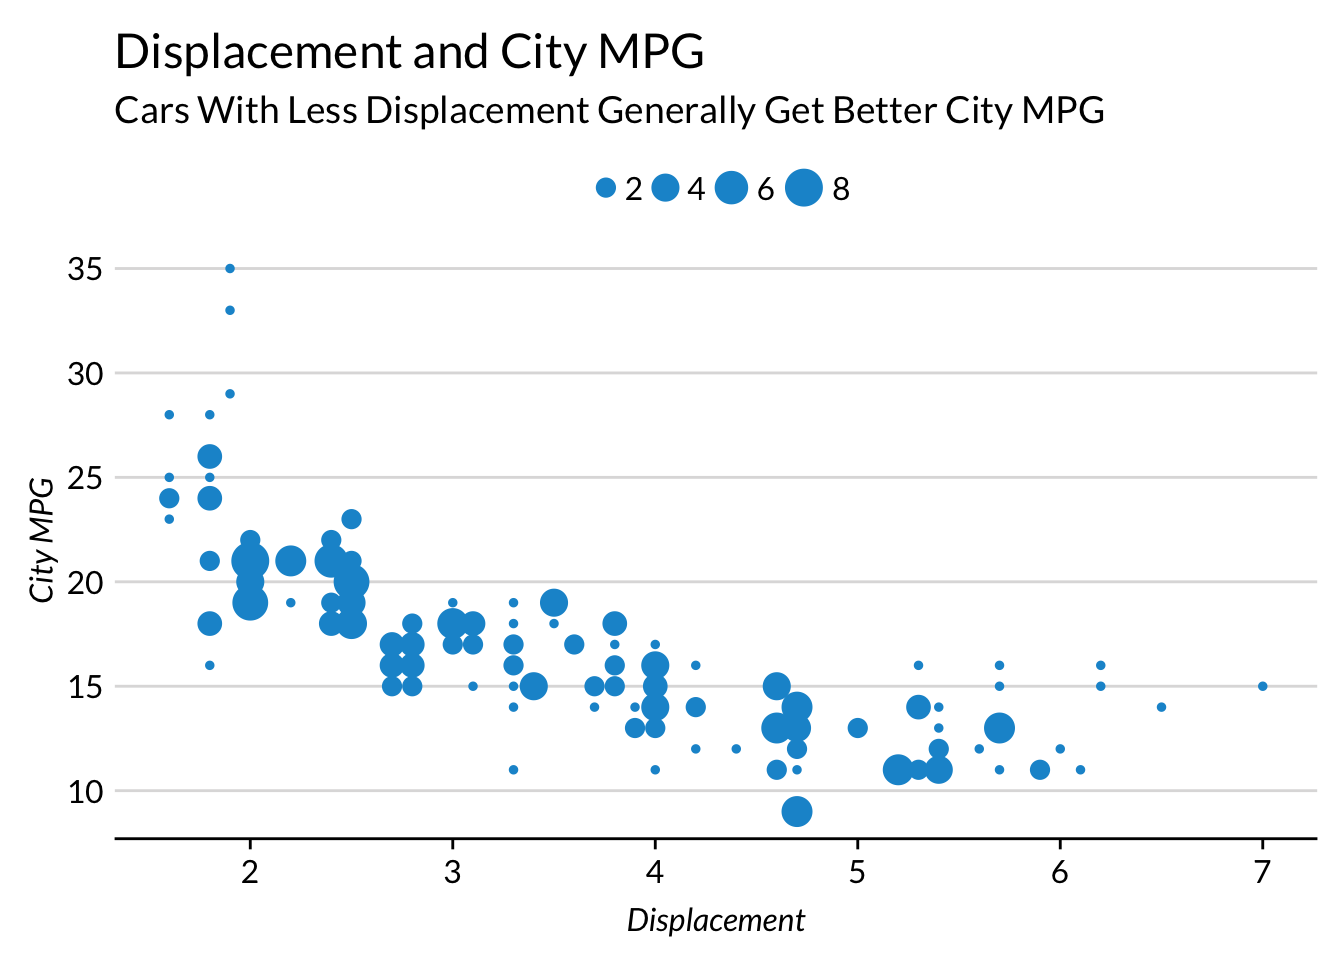 Displacement and City MPG
Cars With Less Displacement Generally Get Better City MPG
2 4 6 8
35
30
25
20
15
10
City MPG
2 3 4 5 6 7
Displacement